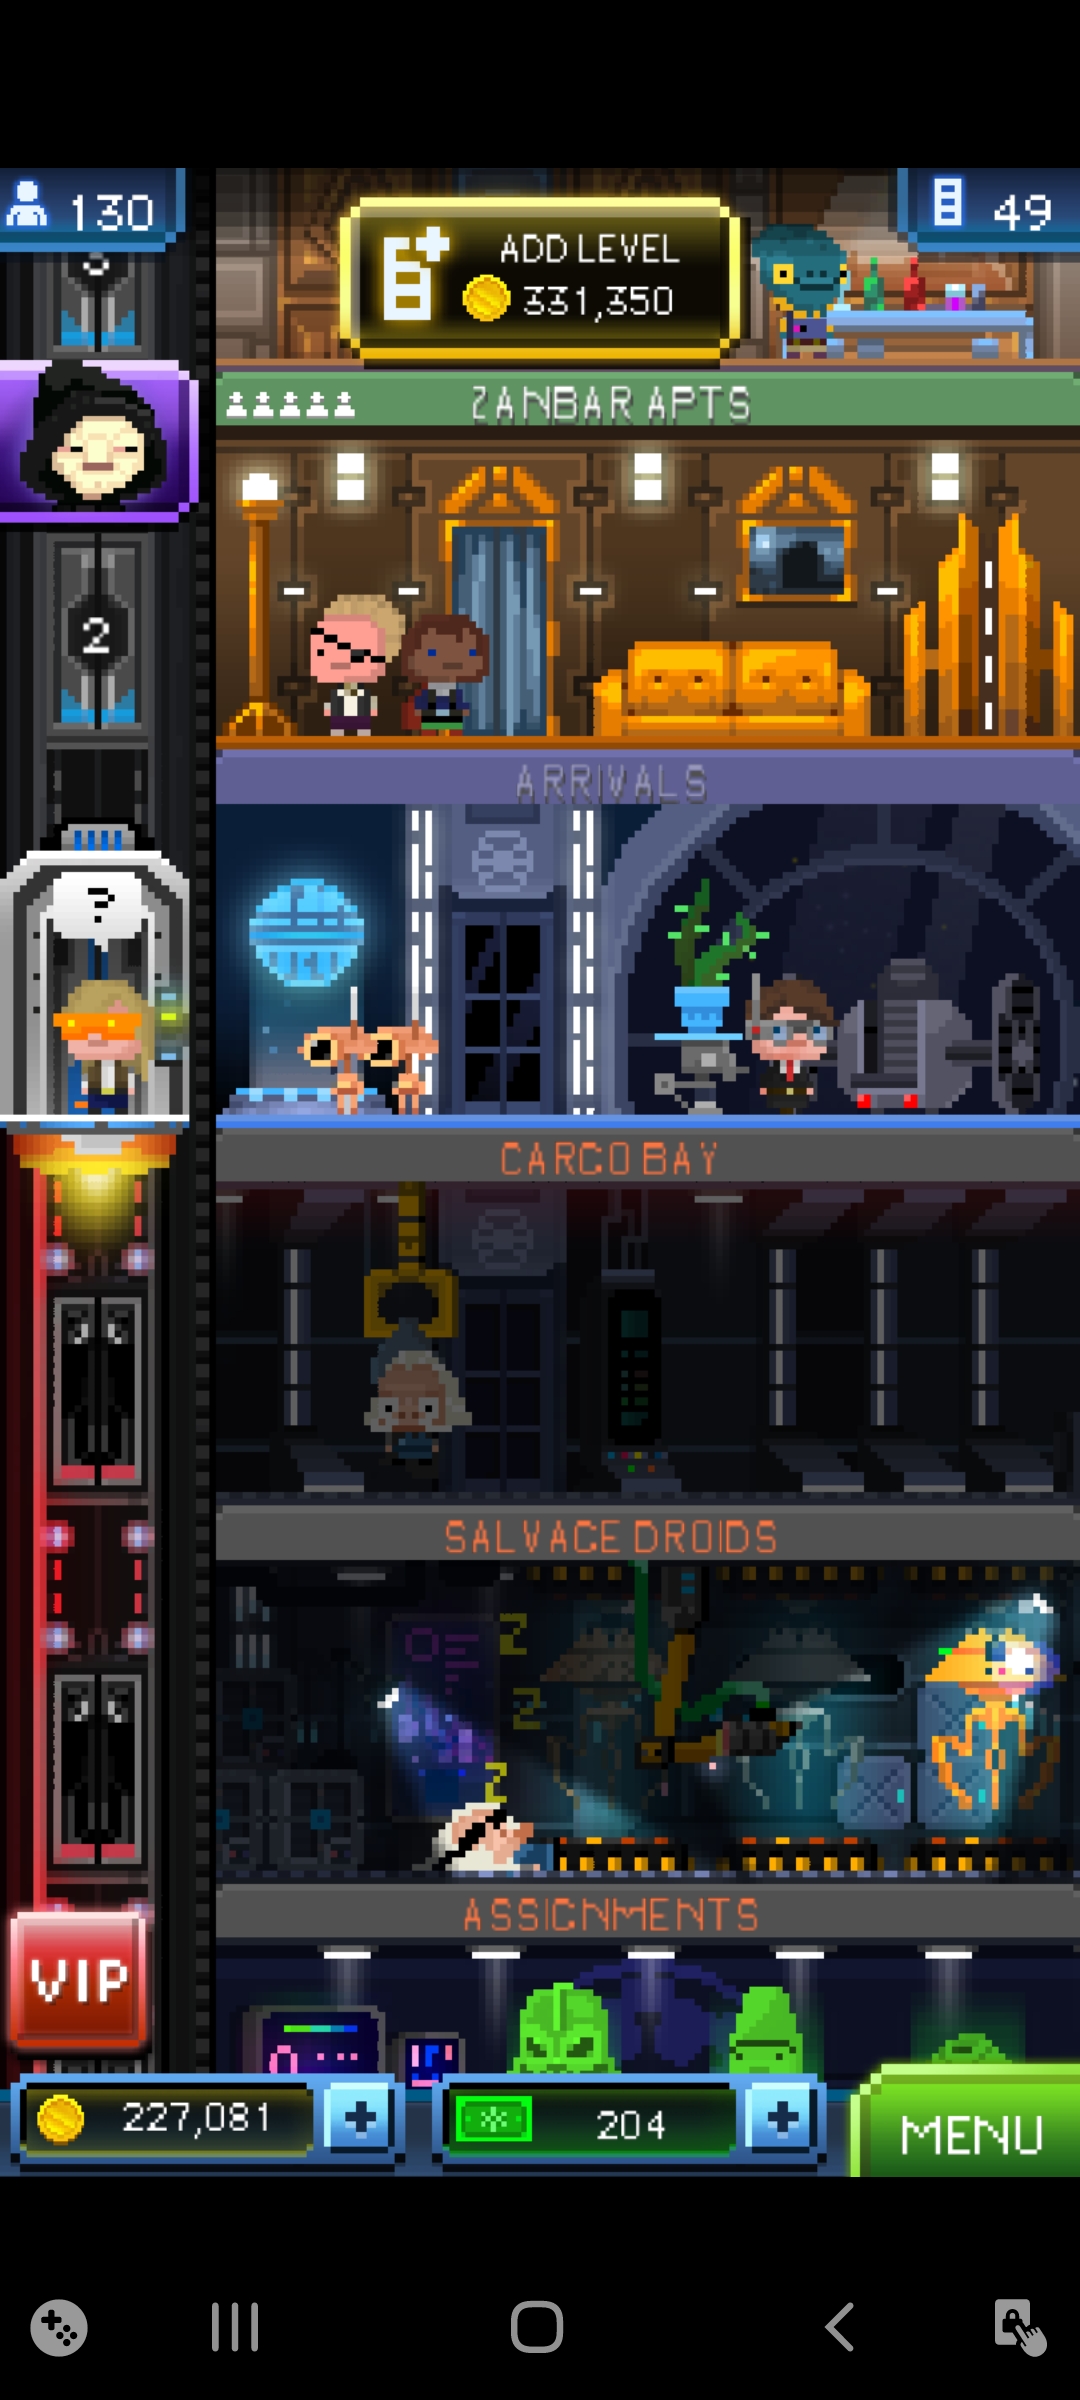 130
49
ADD LEVEL
331,350
3
ZANBAR APTS
2
ARRIVALS
?
CARGO BAY
SALVAGE DROIDS
Z
Z
Z
ASSIGNMENTS
VIP
227,081
+
204
+
MENU